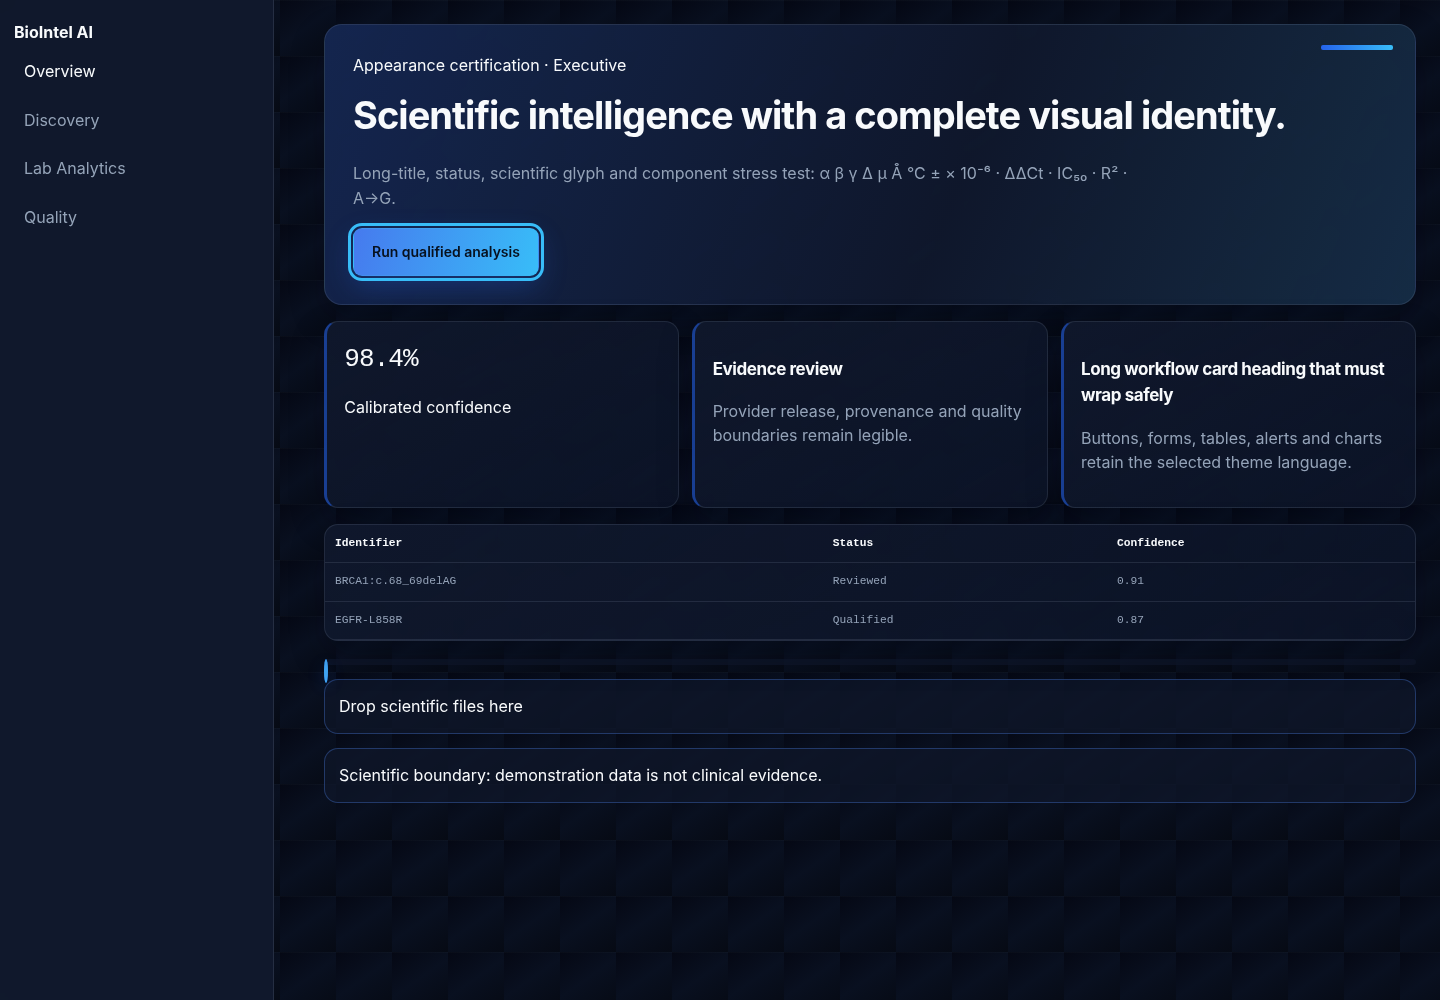 BioIntel AI
Overview
Discovery
Lab Analytics
Quality
Appearance certification · Executive
Scientific intelligence with a complete visual identity.
Long-title, status, scientific glyph and component stress test: α β γ Δ μ Å °C ± × 10⁻⁶ · ΔΔCt · IC₅₀ · R² ·
A→G.
Run qualified analysis
98.4%
Calibrated confidence
Evidence review
Provider release, provenance and quality
boundaries remain legible.
Long workflow card heading that must
wrap safely
Buttons, forms, tables, alerts and charts
retain the selected theme language.
Identifier Status Confidence
BRCA1:c.68_69delAG Reviewed 0.91
EGFR-L858R Qualified 0.87
Drop scientific files here
Scientific boundary: demonstration data is not clinical evidence.